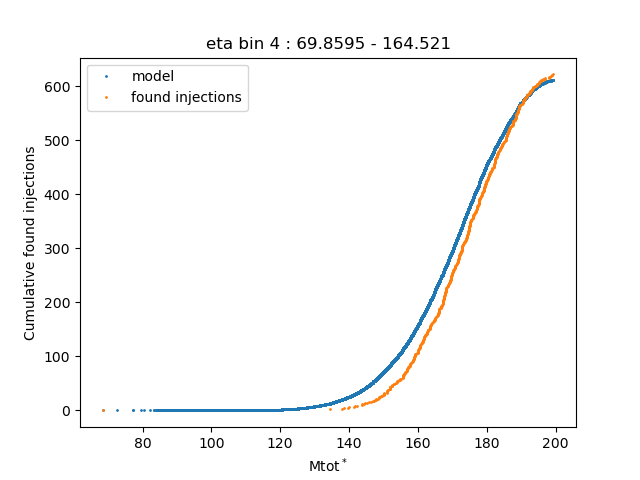 eta bin 4 : 69.8595 - 164.521
model
found injections
Cumulative found injections
600
500
400
300
200
100
0
80 100 120 140 160 180 200
Mtot*